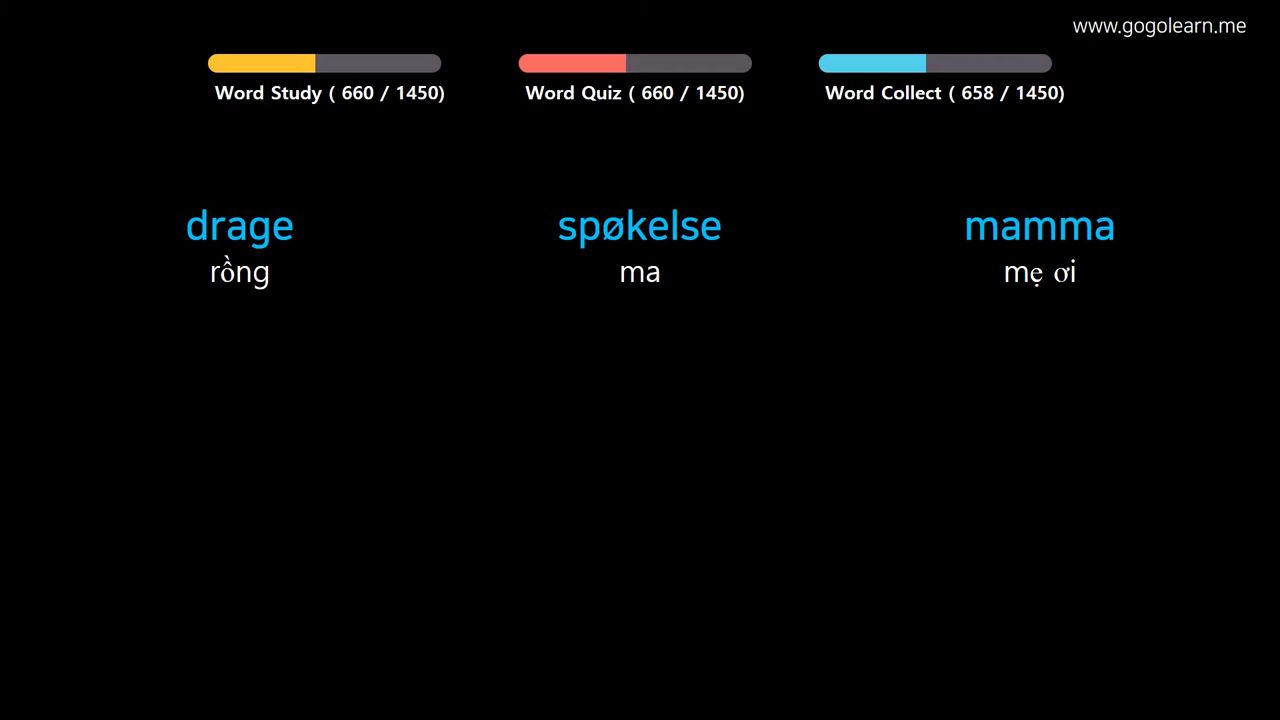 www.gogolearn.me
Word Study ( 660 / 1450)
Word Quiz ( 660 / 1450)
Word Collect ( 658 / 1450)
drage
rồng
spøkelse
ma
mamma
mẹ ơi